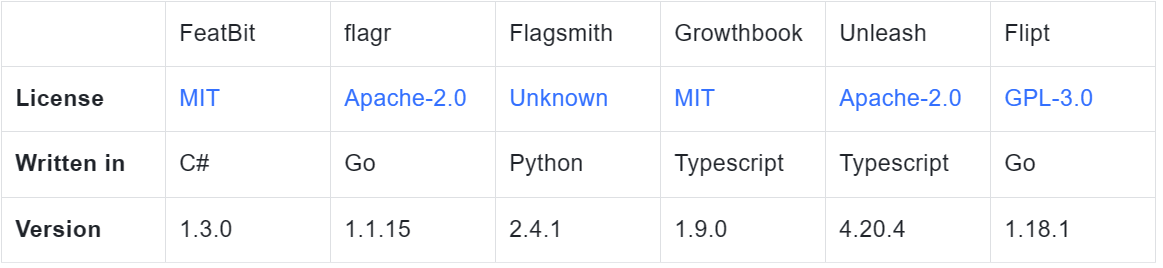 FeatBit flagr Flagsmith Growthbook Unleash Flipt
License MIT Apache-2.0 Unknown MIT Apache-2.0 GPL-3.0
Written in C# Go Python Typescript Typescript Go
Version 1.3.0 1.1.15 2.4.1 1.9.0 4.20.4 1.18.1